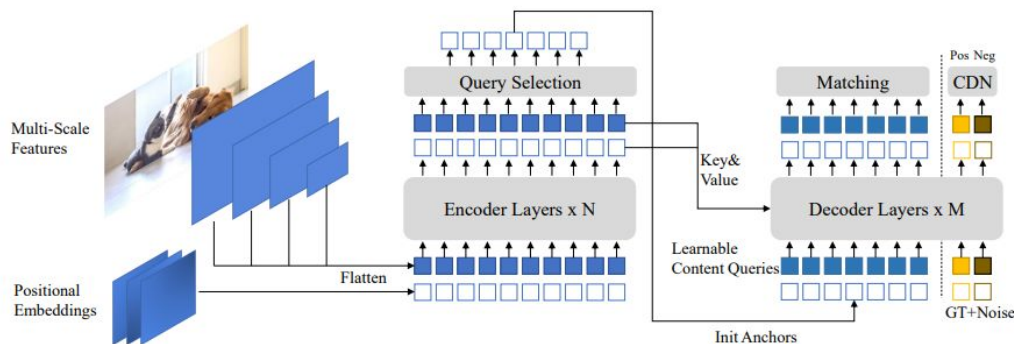 Multi-Scale
Features
Positional
Embeddings
Flatten
Query Selection
Encoder Layers x N
Key&
Value
Learnable
Content Queries
Init Anchors
Matching
Decoder Layers x M
Pos Neg
CDN
GT+Noise